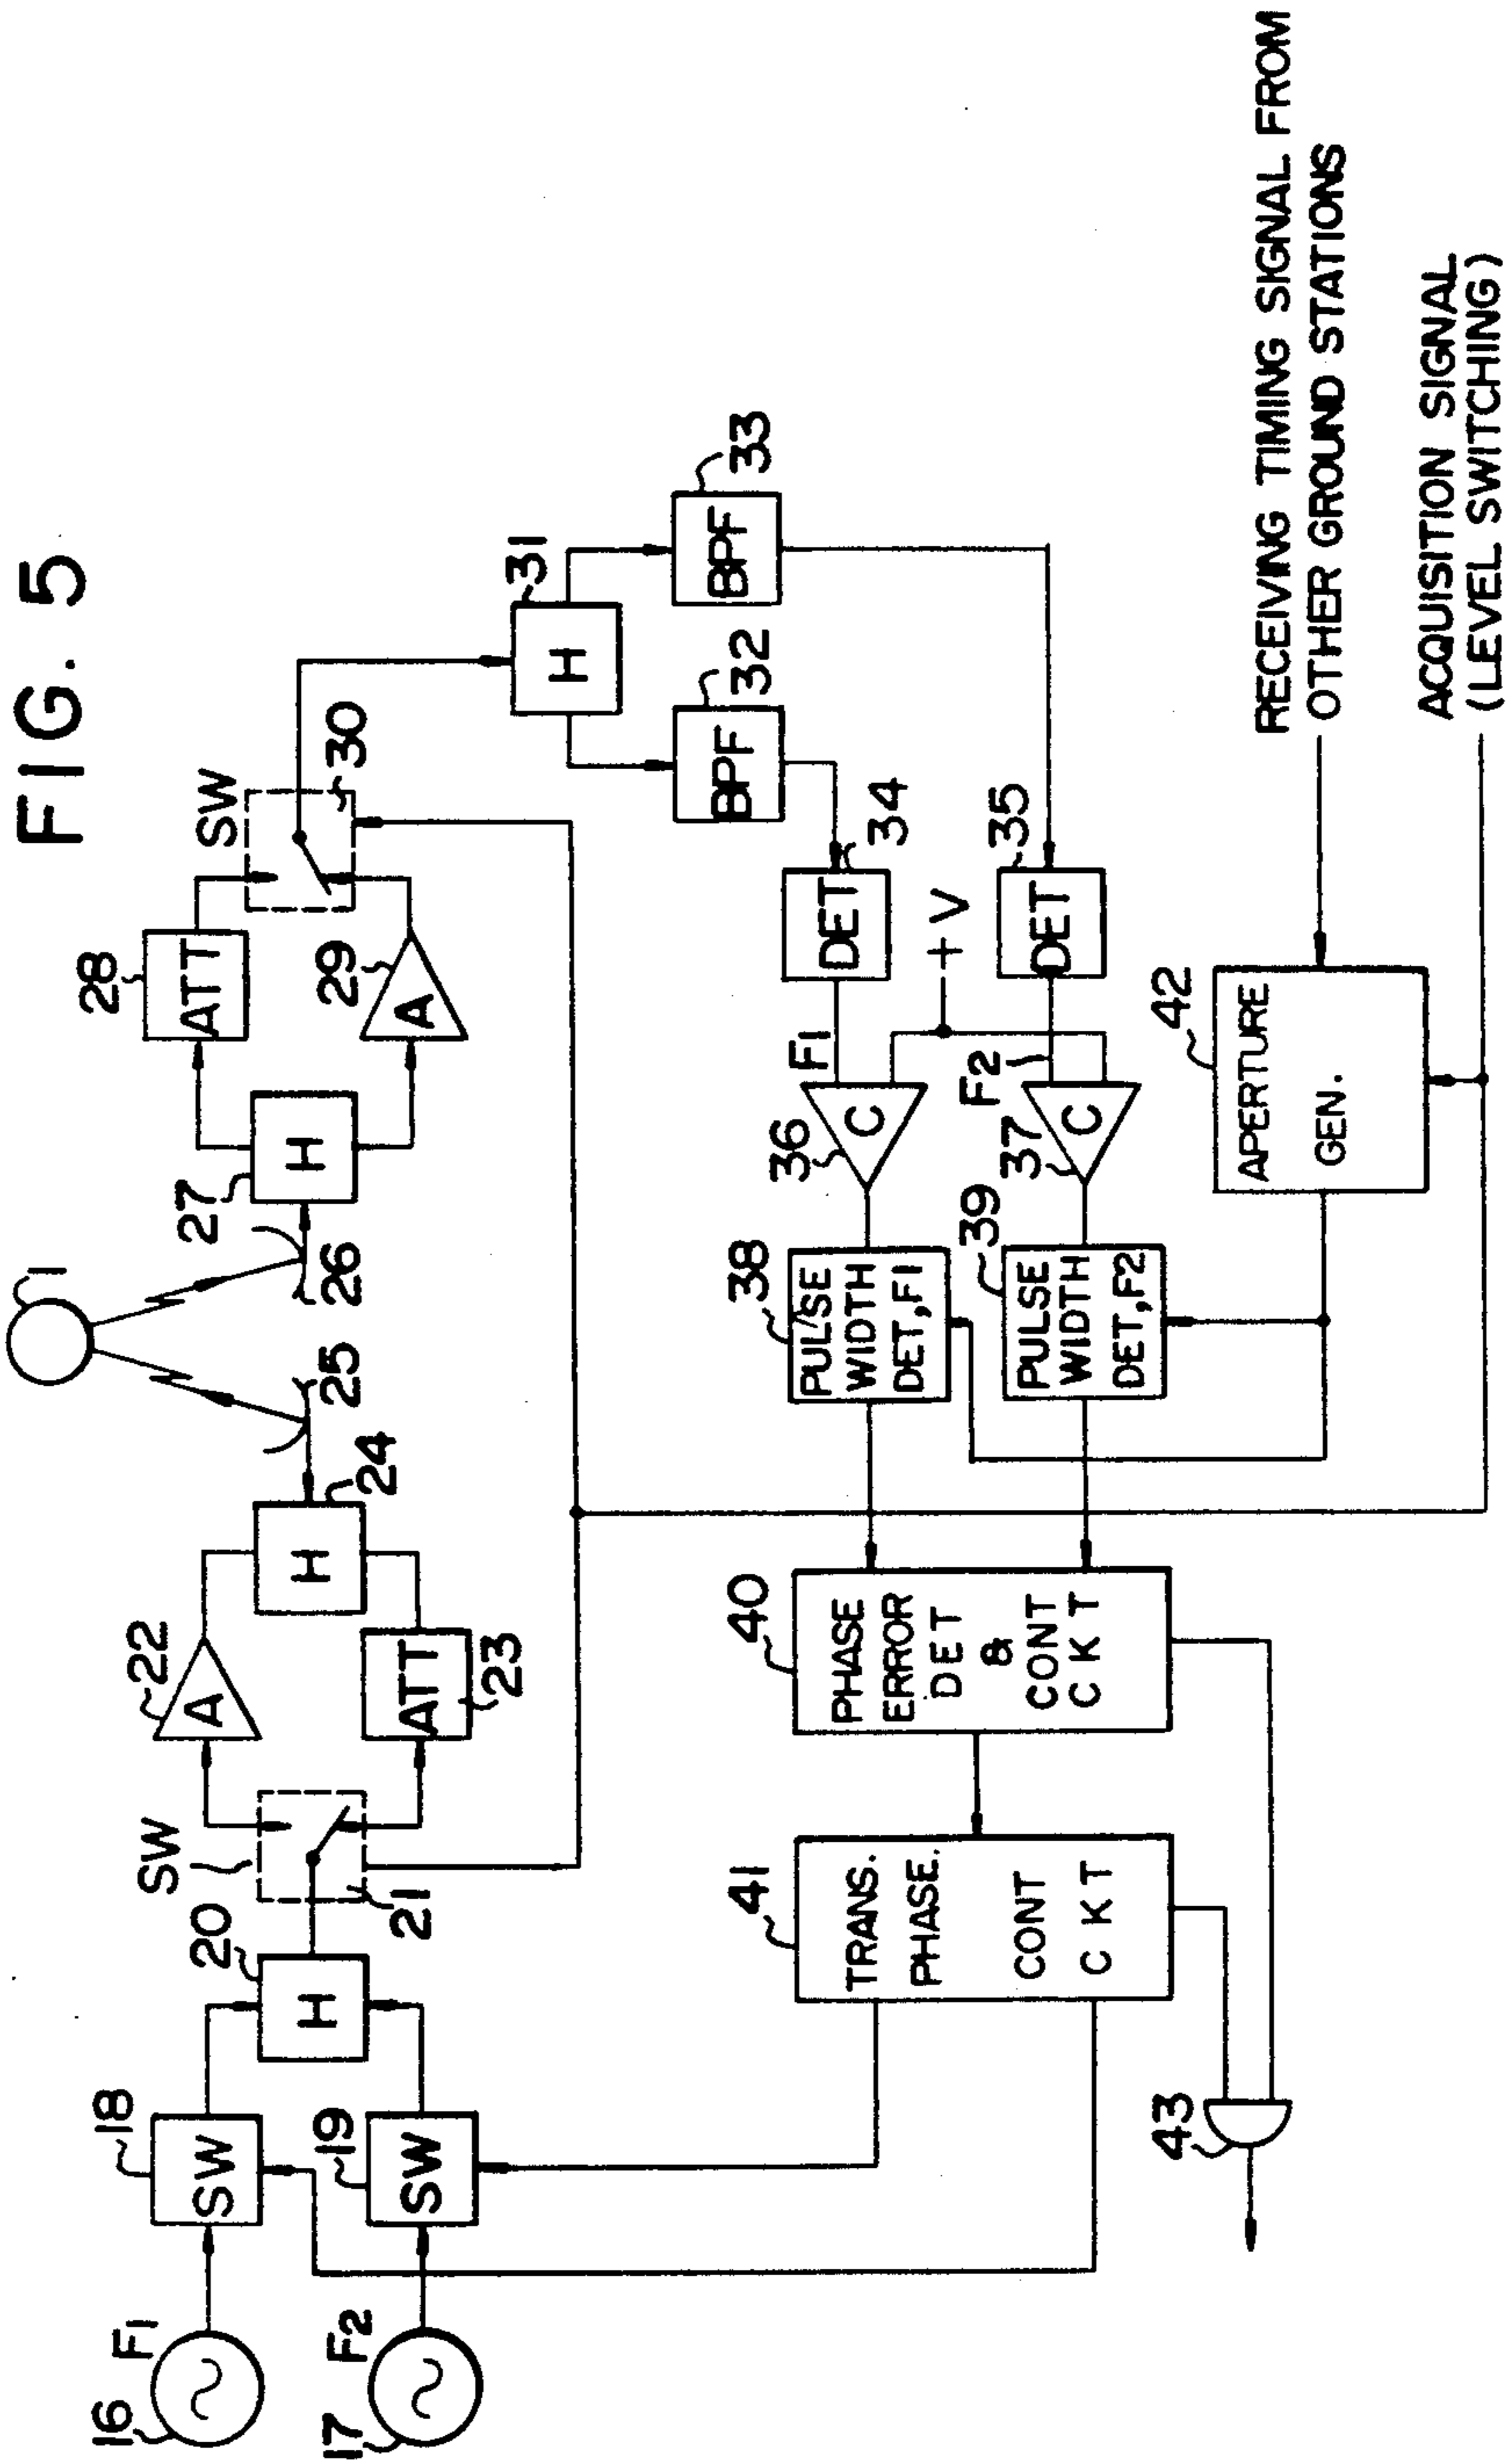 FIG. 5
1
16
F1
18
SW
20
H
SW
21
22
A
ATT
23
H
24
25
26
27
H
28
ATT
29
A
SW
30
17
F2
19
SW
31
H
32
BPF
33
BPF
34
DET
35
DET
+V
F1
F2
36
C
37
C
38
PULSE
WIDTH
DET,F1
39
PULSE
WIDTH
DET,F2
40
PHASE
ERROR
DET
&
CONT
CKT
41
TRANS.
PHASE.
CONT
CKT
42
APERTURE
GEN.
43
RECEIVING TIMING SIGNAL FROM
OTHER GROUND STATIONS
ACQUISITION SIGNAL
(LEVEL SWITCHING)